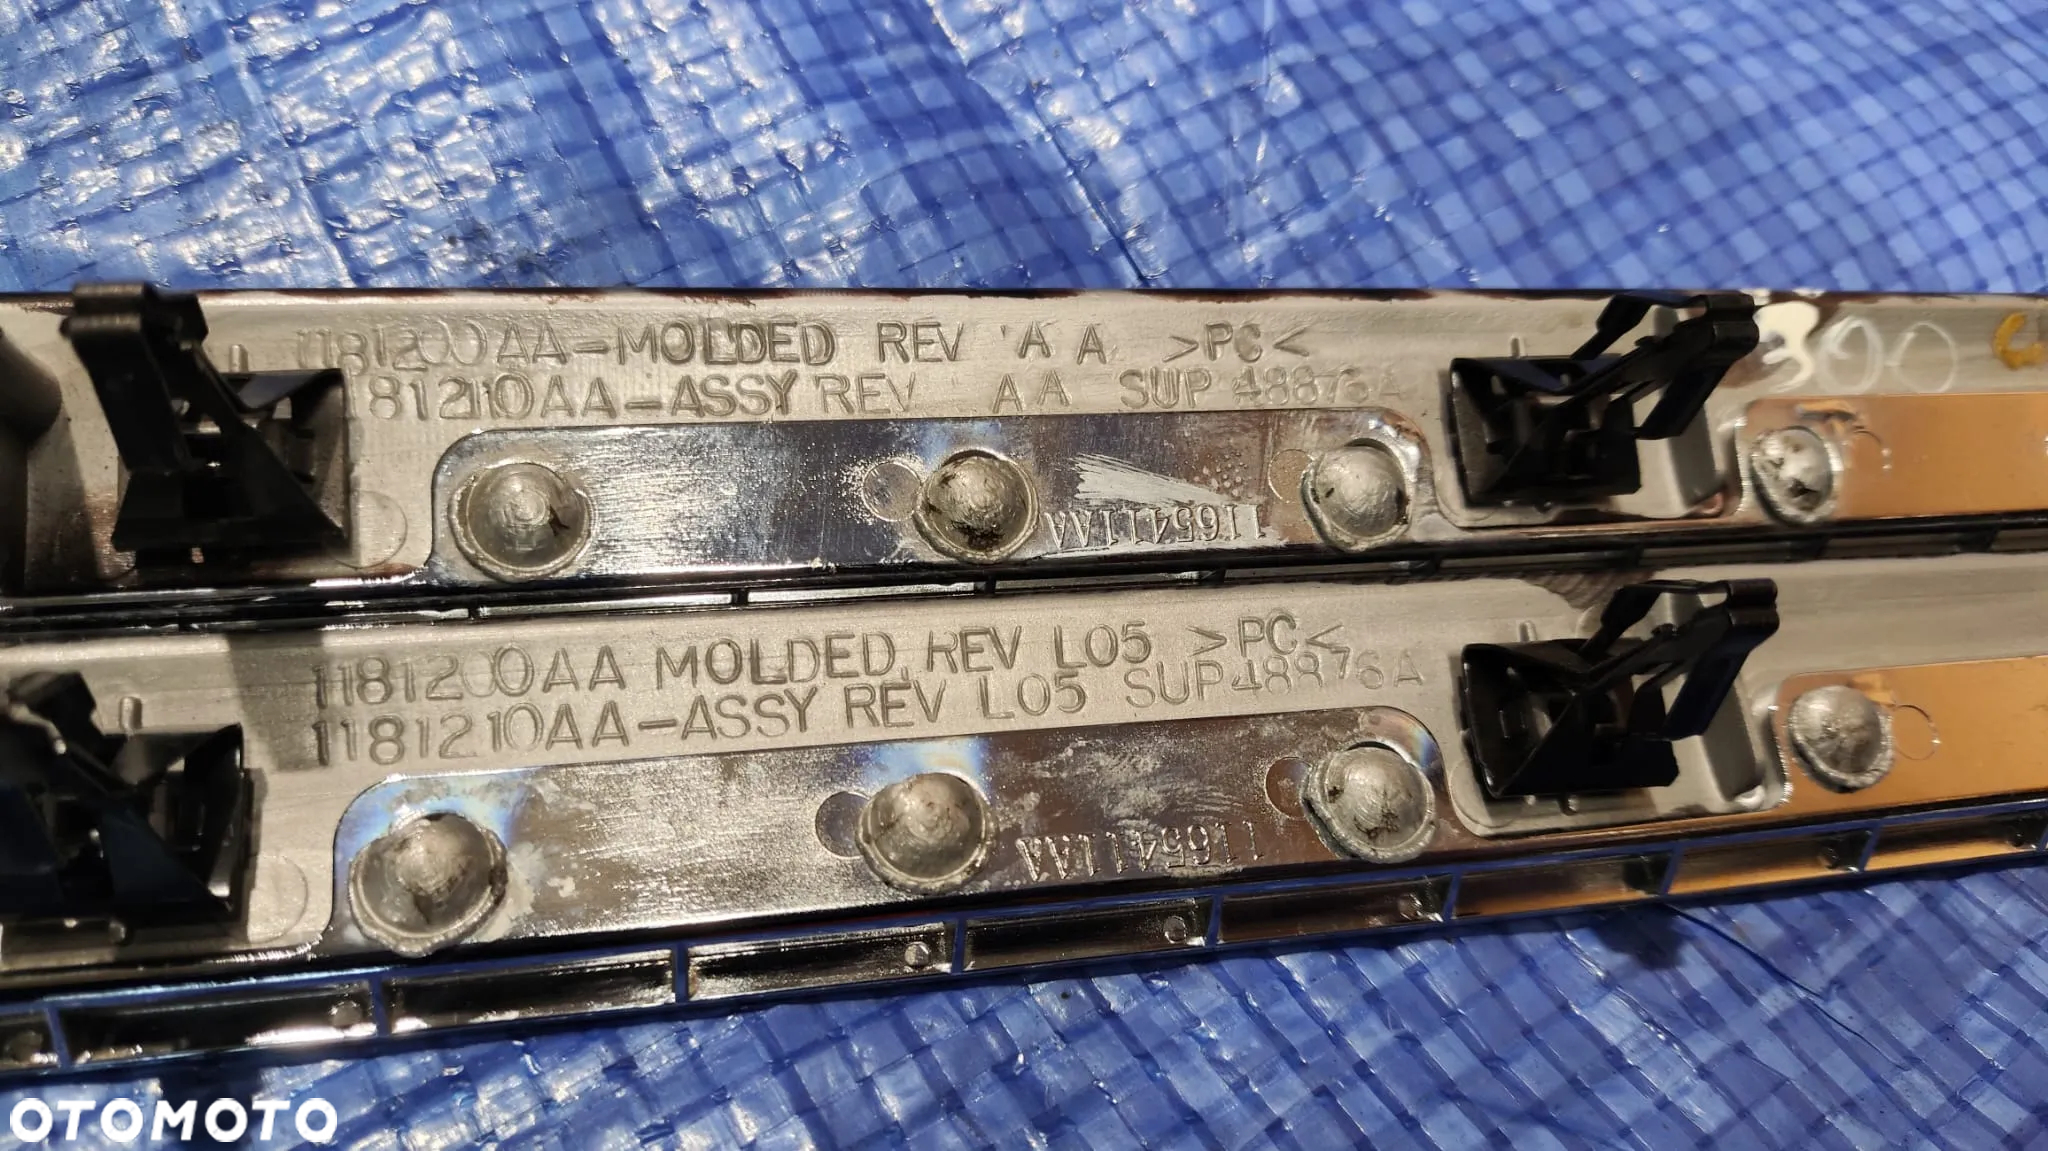 1181200AA-MOLDED REV AA >PC<
1181210AA-ASSY REV AA SUP 48876A
300 C
1165411AA
1181200AA MOLDED REV L05 >PC<
1181210AA-ASSY REV L05 SUP48876A
1165411AA
OTOMOTO